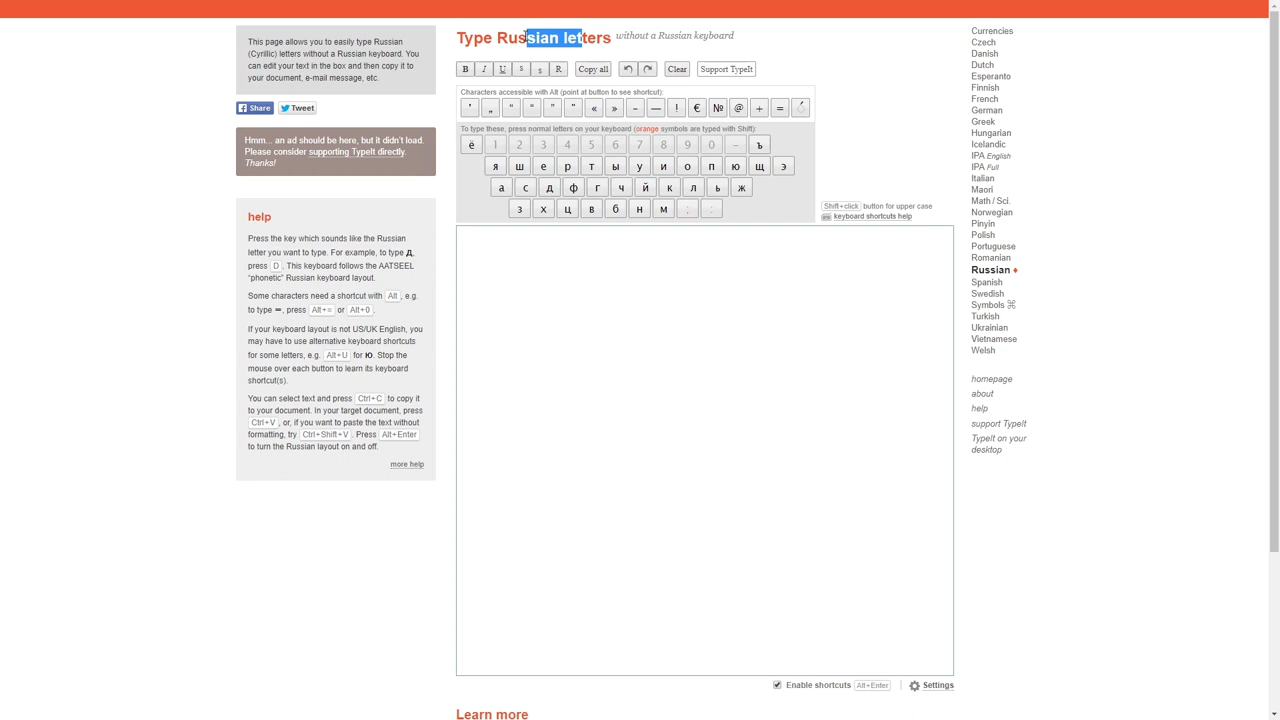 This page allows you to easily type Russian
(Cyrillic) letters without a Russian keyboard. You
can edit your text in the box and then copy it to
your document, e-mail message, etc.
Share
Tweet
Hmm... an ad should be here, but it didn't load.
Please consider supporting TypeIt directly.
Thanks!
help
Press the key which sounds like the Russian
letter you want to type. For example, to type д,
press D. This keyboard follows the AATSEEL
"phonetic" Russian keyboard layout.
Some characters need a shortcut with Alt, e.g.
to type =, press Alt+= or Alt+0.
If your keyboard layout is not US/UK English, you
may have to use alternative keyboard shortcuts
for some letters, e.g. Alt+U for ю. Stop the
mouse over each button to learn its keyboard
shortcut(s).
You can select text and press Ctrl+C to copy it
to your document. In your target document, press
Ctrl+V, or, if you want to paste the text without
formatting, try Ctrl+Shift+V. Press Alt+Enter
to turn the Russian layout on and off.
more help
Type Russian letters without a Russian keyboard
B I U S S R Copy all Clear Support TypeIt
Characters accessible with Alt (point at button to see shortcut):
' „ “ “ ” ” « » - — ! € № @ + =
To type these, press normal letters on your keyboard (orange symbols are typed with Shift):
ё 1 2 3 4 5 6 7 8 9 0 – ъ
я ш е р т ы у и о п ю щ э
а с д ф г ч й к л ь ж
з х ц в б н м ; :
Shift+click button for upper case
keyboard shortcuts help
Enable shortcuts Alt+Enter Settings
Learn more
Currencies
Czech
Danish
Dutch
Esperanto
Finnish
French
German
Greek
Hungarian
Icelandic
IPA English
IPA Full
Italian
Maori
Math / Sci.
Norwegian
Pinyin
Polish
Portuguese
Romanian
Russian ♦
Spanish
Swedish
Symbols ⌘
Turkish
Ukrainian
Vietnamese
Welsh
homepage
about
help
support TypeIt
TypeIt on your
desktop